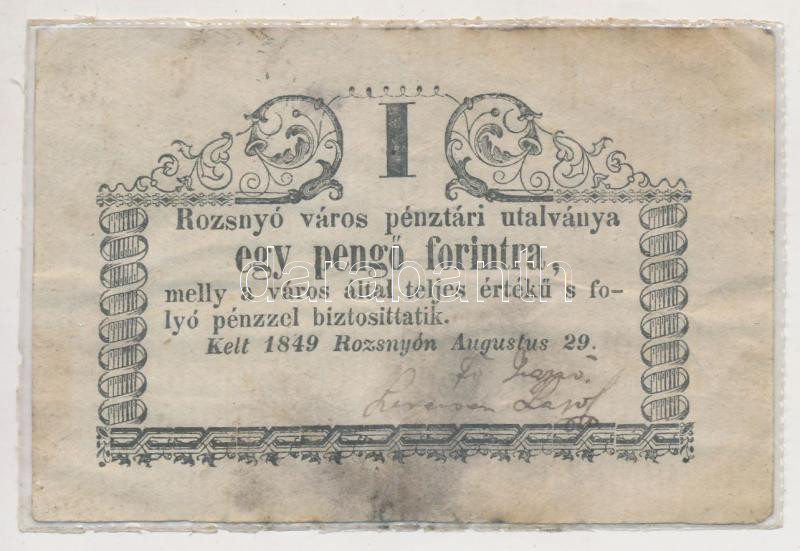 I
Rozsnyó város pénztári utalványa
egy pengő forintra,
melly a város által teljes értékű s fo-
lyó pénzzel biztosittatik.
Kelt 1849 Rozsnyón Augustus 29.
darabanth